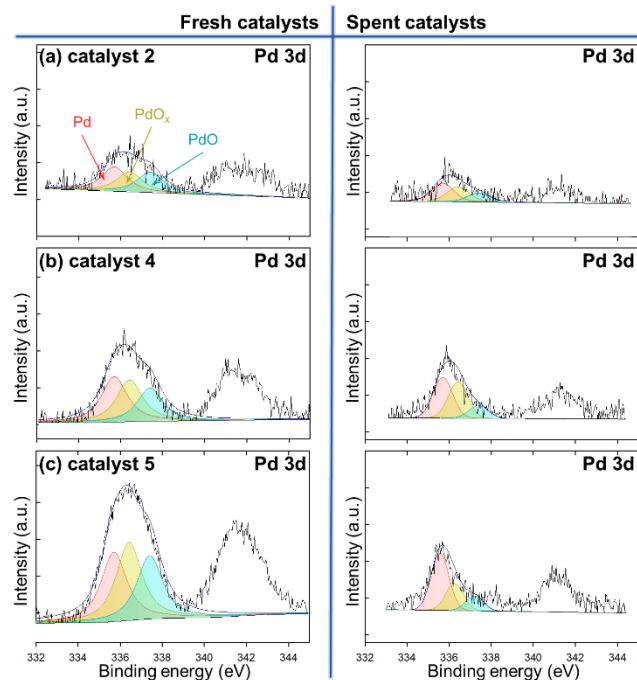 Fresh catalysts
Spent catalysts
(a) catalyst 2
Pd 3d
Pd 3d
Pd
PdOₓ
PdO
Intensity (a.u.)
Intensity (a.u.)
(b) catalyst 4
Pd 3d
Pd 3d
Intensity (a.u.)
Intensity (a.u.)
(c) catalyst 5
Pd 3d
Pd 3d
Intensity (a.u.)
Intensity (a.u.)
332 334 336 338 340 342 344
332 334 336 338 340 342 344
Binding energy (eV)
Binding energy (eV)